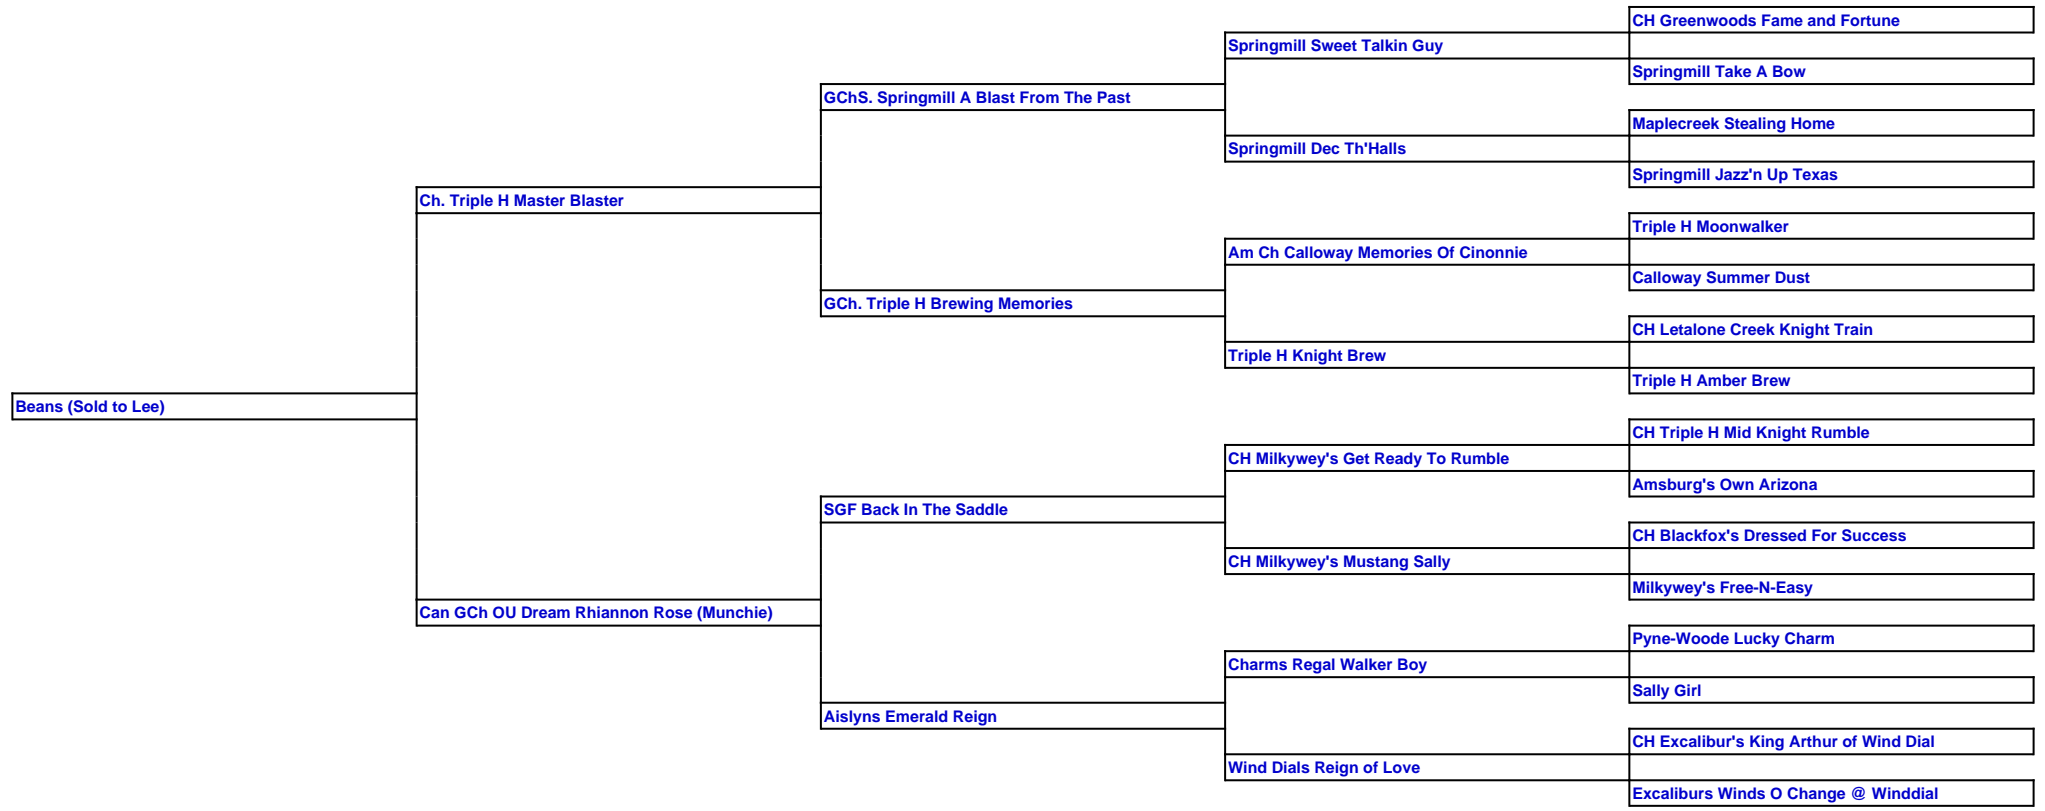 CH Greenwoods Fame and Fortune
Springmill Sweet Talkin Guy
Springmill Take A Bow
GChS. Springmill A Blast From The Past
Maplecreek Stealing Home
Springmill Dec Th'Halls
Springmill Jazz'n Up Texas
Ch. Triple H Master Blaster
Triple H Moonwalker
Am Ch Calloway Memories Of Cinonnie
Calloway Summer Dust
GCh. Triple H Brewing Memories
CH Letalone Creek Knight Train
Triple H Knight Brew
Triple H Amber Brew
Beans (Sold to Lee)
CH Triple H Mid Knight Rumble
CH Milkywey's Get Ready To Rumble
Amsburg's Own Arizona
SGF Back In The Saddle
CH Blackfox's Dressed For Success
CH Milkywey's Mustang Sally
Milkywey's Free-N-Easy
Can GCh OU Dream Rhiannon Rose (Munchie)
Pyne-Woode Lucky Charm
Charms Regal Walker Boy
Sally Girl
Aislyns Emerald Reign
CH Excalibur's King Arthur of Wind Dial
Wind Dials Reign of Love
Excaliburs Winds O Change @ Winddial